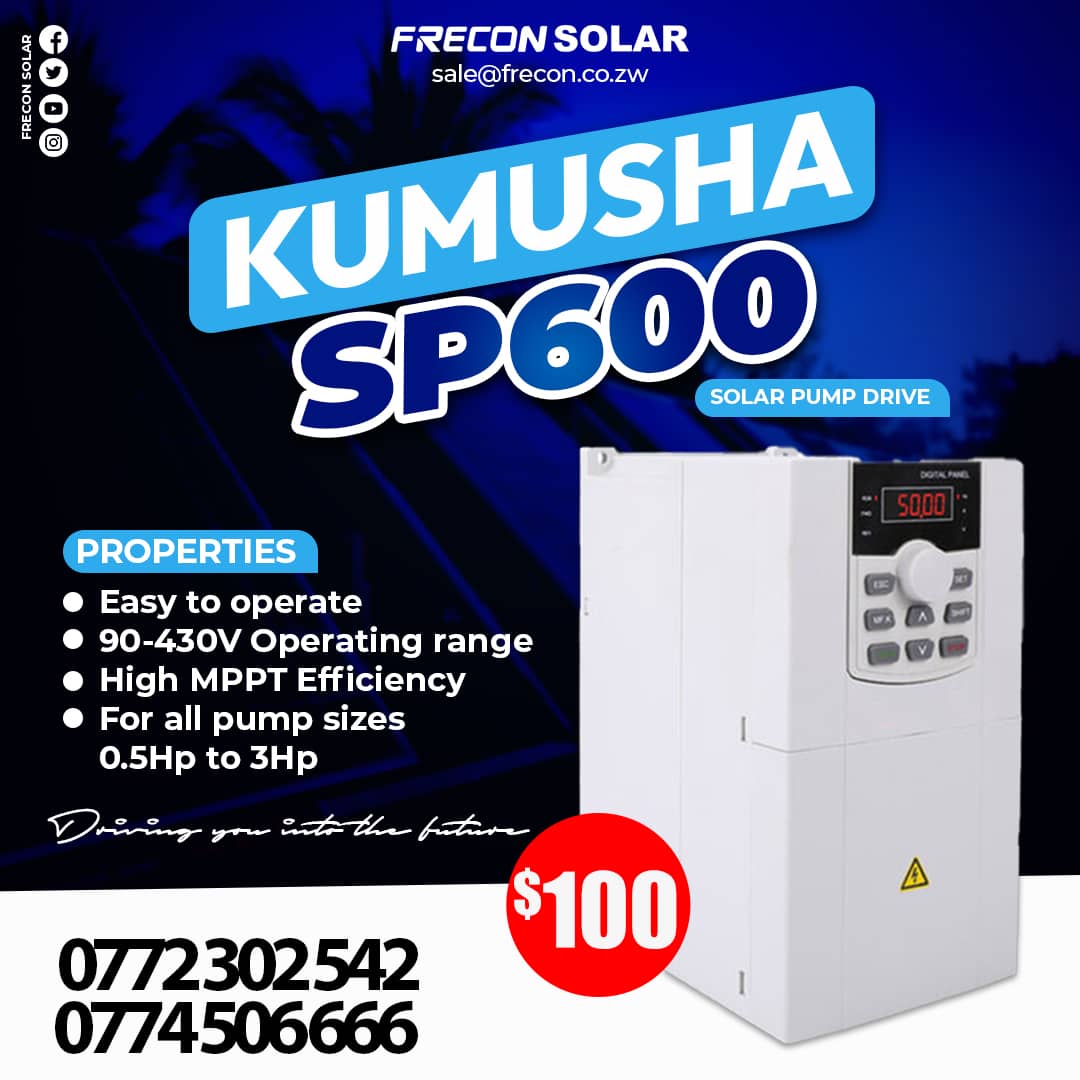 FRECON SOLAR
FRECON SOLAR
sale@frecon.co.zw
KUMUSHA
SP600
SOLAR PUMP DRIVE
DIGITAL PANEL
50.00
ESC
SET
MF.K
SHIFT
PROPERTIES
Easy to operate
90-430V Operating range
High MPPT Efficiency
For all pump sizes
0.5Hp to 3Hp
Driving you into the future
$100
0772302542
0774506666